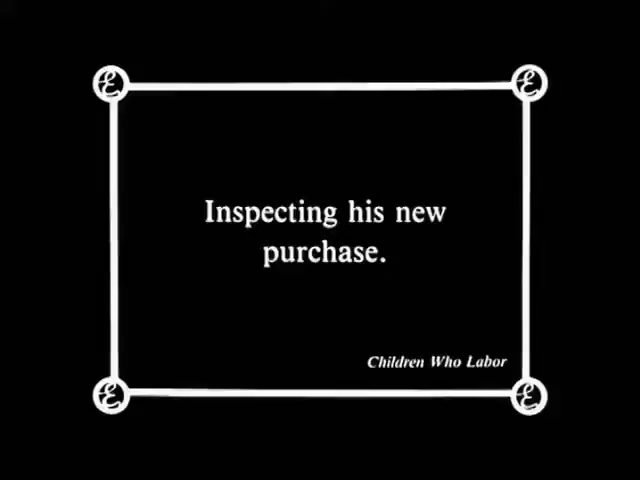 E E
Inspecting his new
purchase.
Children Who Labor
E E